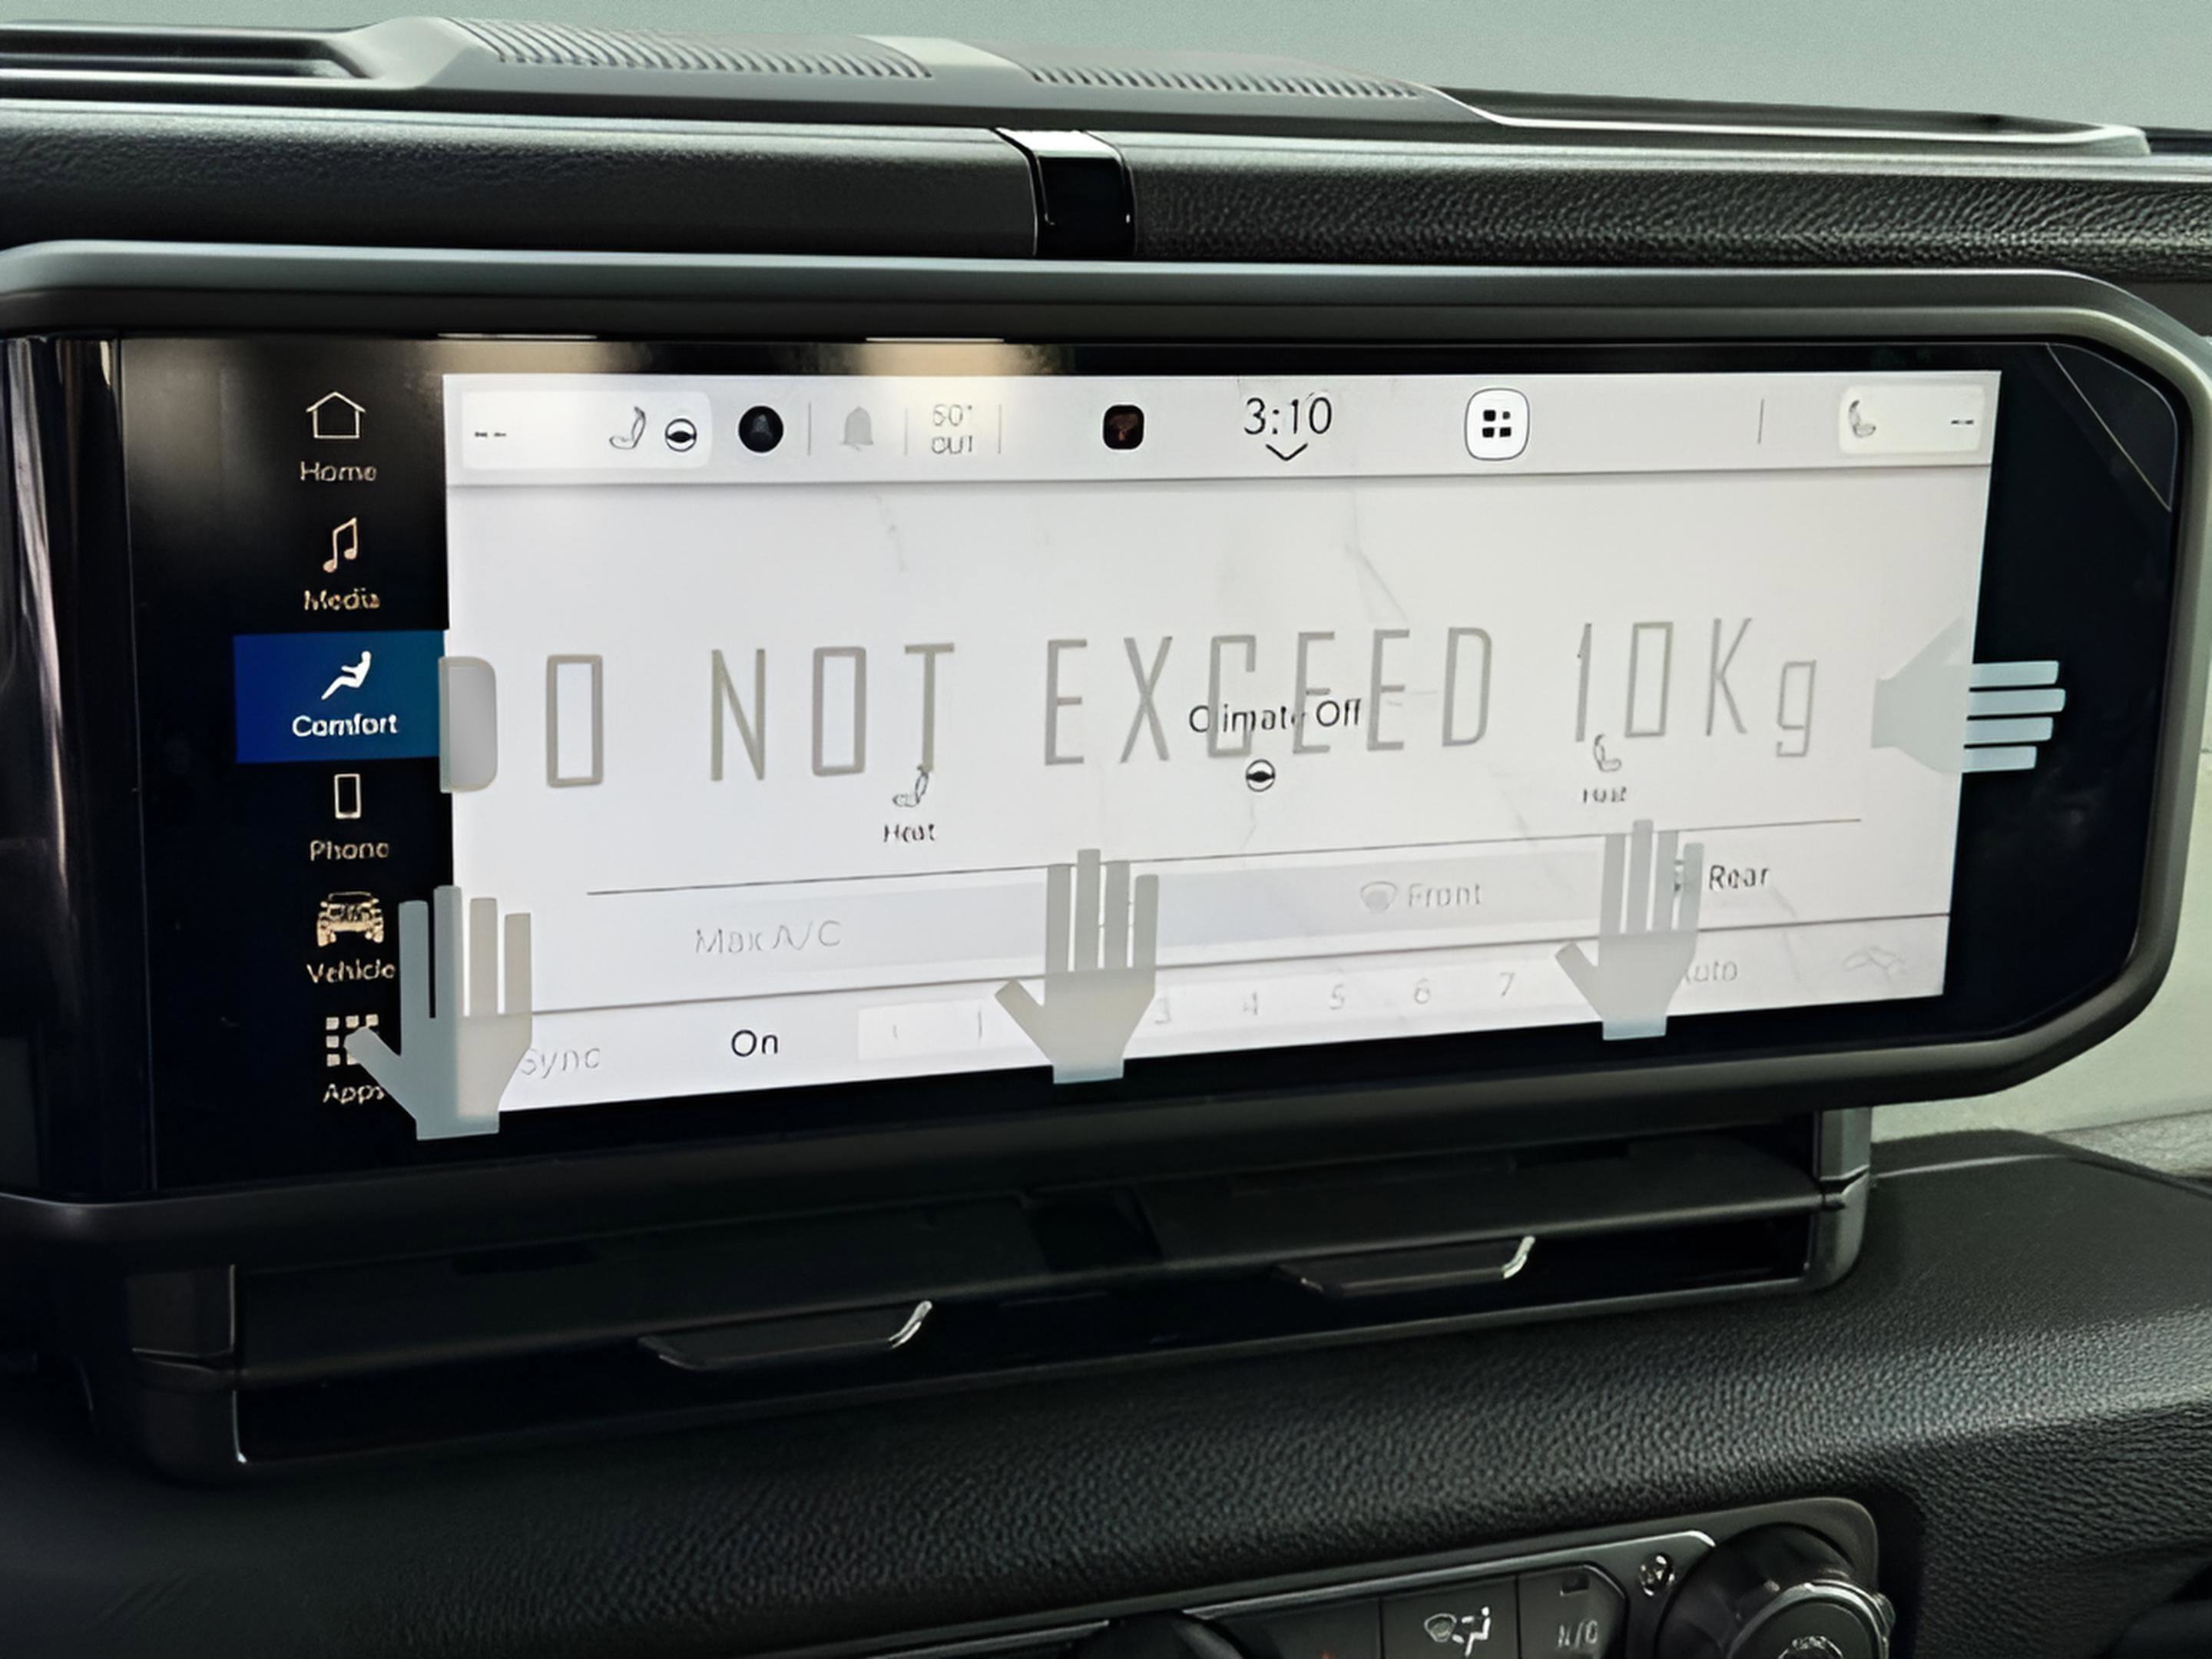 3:10
60°
OUT
Home
Media
DO NOT EXCEED 10Kg
Comfort
Climate Off
Heat
Phone
Front
Rear
Max A/C
Vehicle
3 4 5 6 7
Auto
Sync
On
Apps